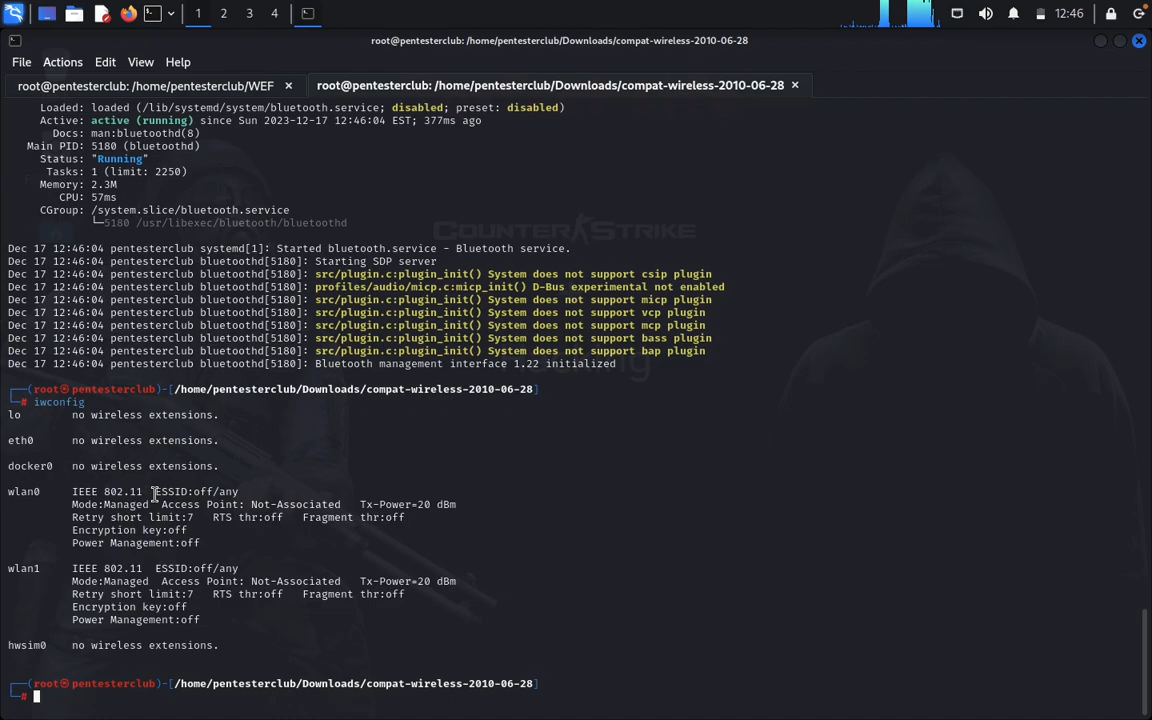 1 2 3 4 12:46
root@pentesterclub: /home/pentesterclub/Downloads/compat-wireless-2010-06-28
File Actions Edit View Help
root@pentesterclub: /home/pentesterclub/WEF × root@pentesterclub: /home/pentesterclub/Downloads/compat-wireless-2010-06-28 ×
Loaded: loaded (/lib/systemd/system/bluetooth.service; disabled; preset: disabled)
Active: active (running) since Sun 2023-12-17 12:46:04 EST; 377ms ago
Docs: man:bluetoothd(8)
Main PID: 5180 (bluetoothd)
Status: "Running"
Tasks: 1 (limit: 2250)
Memory: 2.3M
CPU: 57ms
CGroup: /system.slice/bluetooth.service
└─5180 /usr/libexec/bluetooth/bluetoothd
COUNTER STRIKE
Dec 17 12:46:04 pentesterclub systemd[1]: Started bluetooth.service - Bluetooth service.
Dec 17 12:46:04 pentesterclub bluetoothd[5180]: Starting SDP server
Dec 17 12:46:04 pentesterclub bluetoothd[5180]: src/plugin.c:plugin_init() System does not support csip plugin
Dec 17 12:46:04 pentesterclub bluetoothd[5180]: profiles/audio/micp.c:micp_init() D-Bus experimental not enabled
Dec 17 12:46:04 pentesterclub bluetoothd[5180]: src/plugin.c:plugin_init() System does not support micp plugin
Dec 17 12:46:04 pentesterclub bluetoothd[5180]: src/plugin.c:plugin_init() System does not support vcp plugin
Dec 17 12:46:04 pentesterclub bluetoothd[5180]: src/plugin.c:plugin_init() System does not support mcp plugin
Dec 17 12:46:04 pentesterclub bluetoothd[5180]: src/plugin.c:plugin_init() System does not support bass plugin
Dec 17 12:46:04 pentesterclub bluetoothd[5180]: src/plugin.c:plugin_init() System does not support bap plugin
Dec 17 12:46:04 pentesterclub bluetoothd[5180]: Bluetooth management interface 1.22 initialized
┌──(root㉿pentesterclub)-[/home/pentesterclub/Downloads/compat-wireless-2010-06-28]
└─# iwconfig
lo no wireless extensions.
eth0 no wireless extensions.
docker0 no wireless extensions.
wlan0 IEEE 802.11 ESSID:off/any
Mode:Managed Access Point: Not-Associated Tx-Power=20 dBm
Retry short limit:7 RTS thr:off Fragment thr:off
Encryption key:off
Power Management:off
wlan1 IEEE 802.11 ESSID:off/any
Mode:Managed Access Point: Not-Associated Tx-Power=20 dBm
Retry short limit:7 RTS thr:off Fragment thr:off
Encryption key:off
Power Management:off
hwsim0 no wireless extensions.
┌──(root㉿pentesterclub)-[/home/pentesterclub/Downloads/compat-wireless-2010-06-28]
└─#